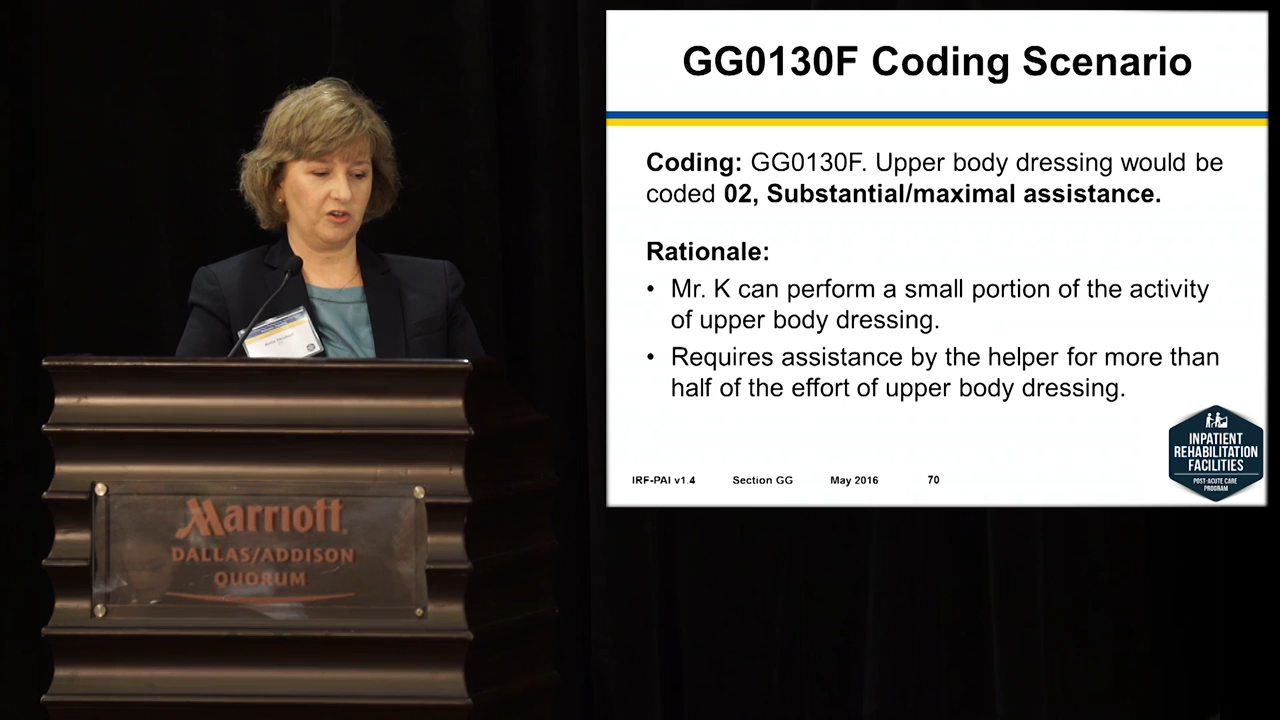 GG0130F Coding Scenario
Coding: GG0130F. Upper body dressing would be
coded 02, Substantial/maximal assistance.
Rationale:
• Mr. K can perform a small portion of the activity
of upper body dressing.
• Requires assistance by the helper for more than
half of the effort of upper body dressing.
INPATIENT
REHABILITATION
FACILITIES
POST-ACUTE CARE
PROGRAM
IRF-PAI v1.4 Section GG May 2016 70
Marriott
DALLAS/ADDISON
QUORUM